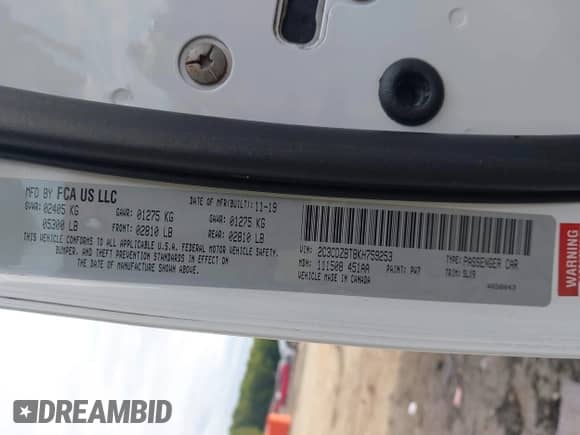 MFD BY FCA US LLC
DATE OF MFR(BUILT): 11-19
GVWR: 02405 KG
GAWR: 01275 KG
GAWR: 01275 KG
05300 LB
FRONT: 02810 LB
REAR: 02810 LB
THIS VEHICLE CONFORMS TO ALL APPLICABLE U.S.A. FEDERAL MOTOR VEHICLE SAFETY,
BUMPER, AND THEFT PREVENTION STANDARDS IN EFFECT ON
THE DATE OF MANUFACTURE SHOWN ABOVE.
VIN: 2C3CDZBT8KH759253
TYPE: PASSENGER CAR
MDH: 111508 451AA
PAINT: PW7
TRIM: SLX9
VEHICLE MADE IN CANADA
WARNING
DREAMBID